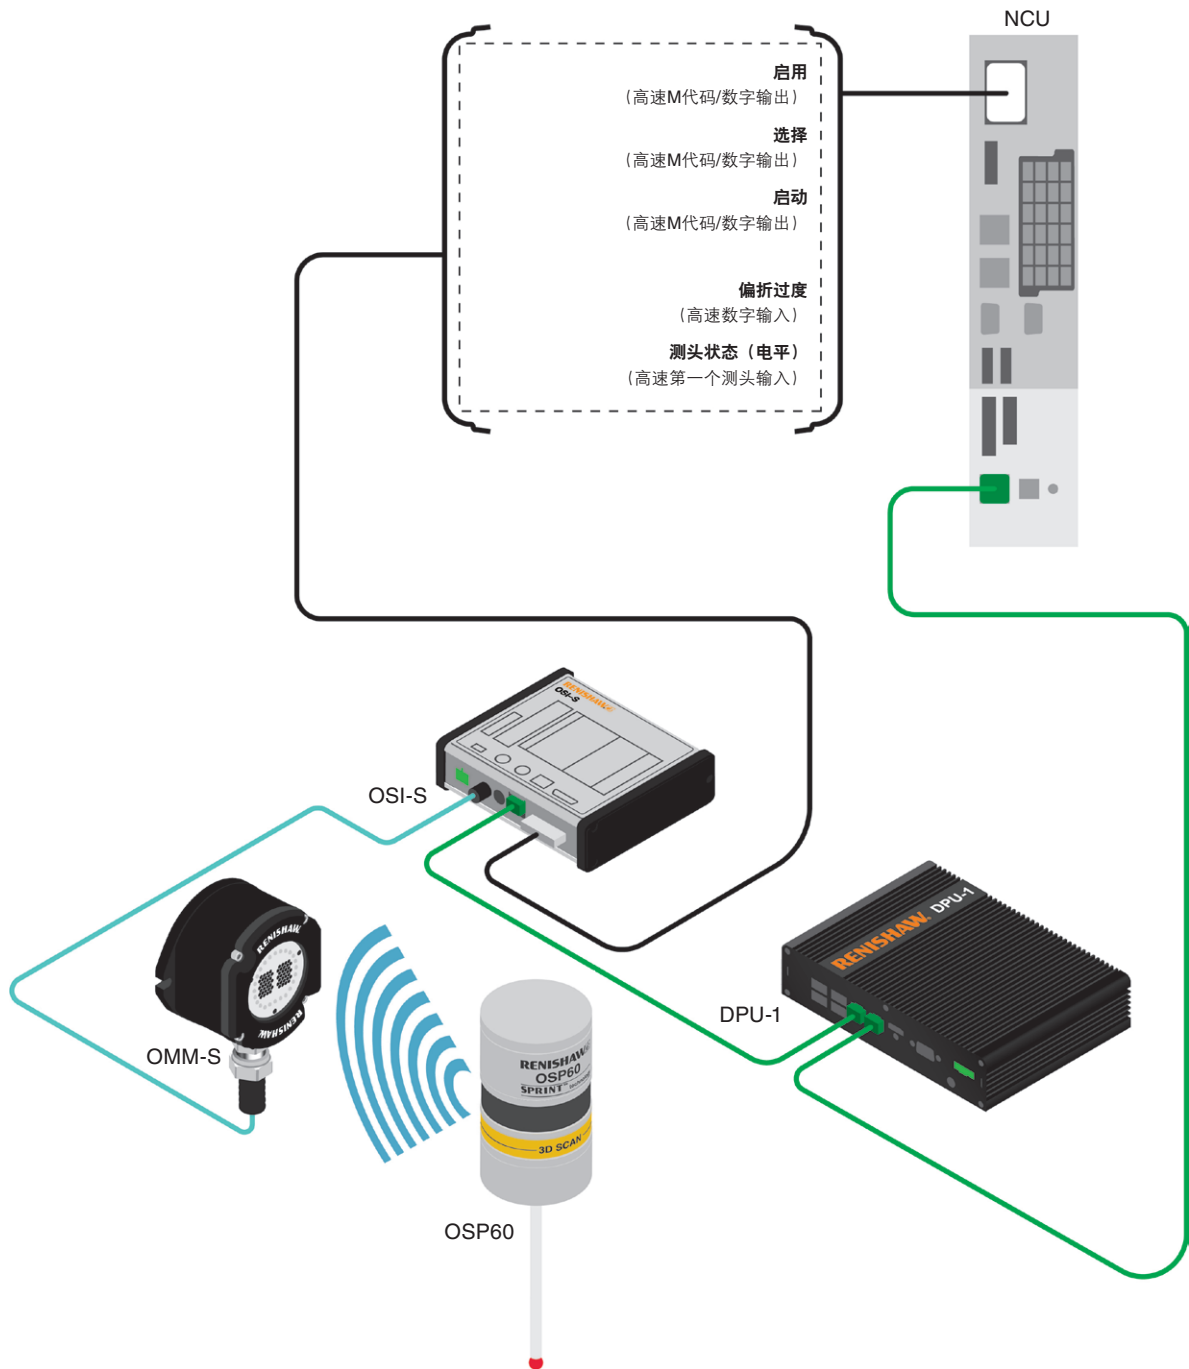 NCU
启用
(高速M代码/数字输出)
选择
(高速M代码/数字输出)
启动
(高速M代码/数字输出)
偏折过度
(高速数字输入)
测头状态（电平）
(高速第一个测头输入)
RENISHAW
OSI-S
OSI-S
RENISHAW
RENISHAW
OMM-S
RENISHAW
DPU-1
DPU-1
RENISHAW
OSP60
SPRINT™ technology
3D SCAN
OSP60